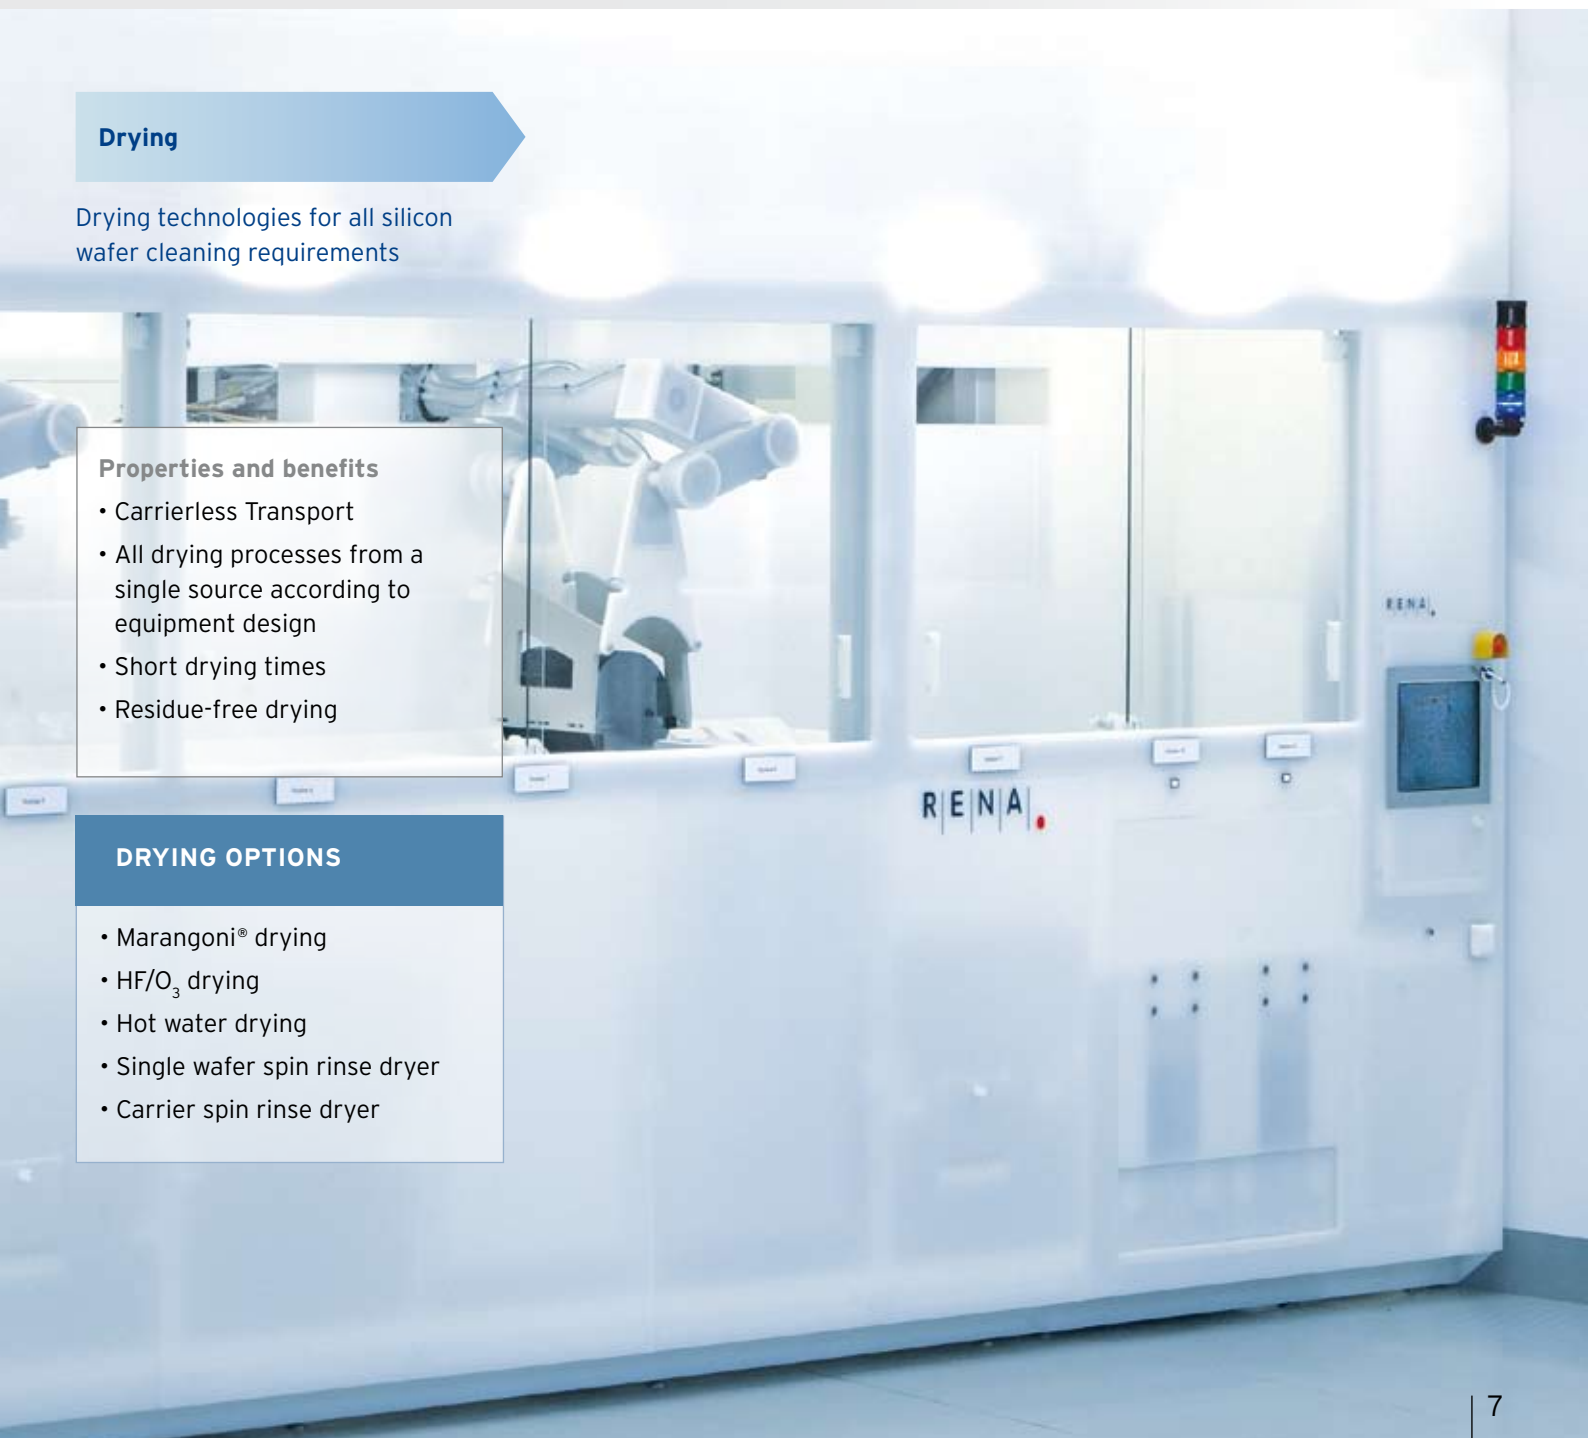 Drying
Drying technologies for all silicon
wafer cleaning requirements
Properties and benefits
• Carrierless Transport
• All drying processes from a
single source according to
equipment design
• Short drying times
• Residue-free drying
DRYING OPTIONS
• Marangoni® drying
• HF/O₃ drying
• Hot water drying
• Single wafer spin rinse dryer
• Carrier spin rinse dryer
RENA
RENA
7